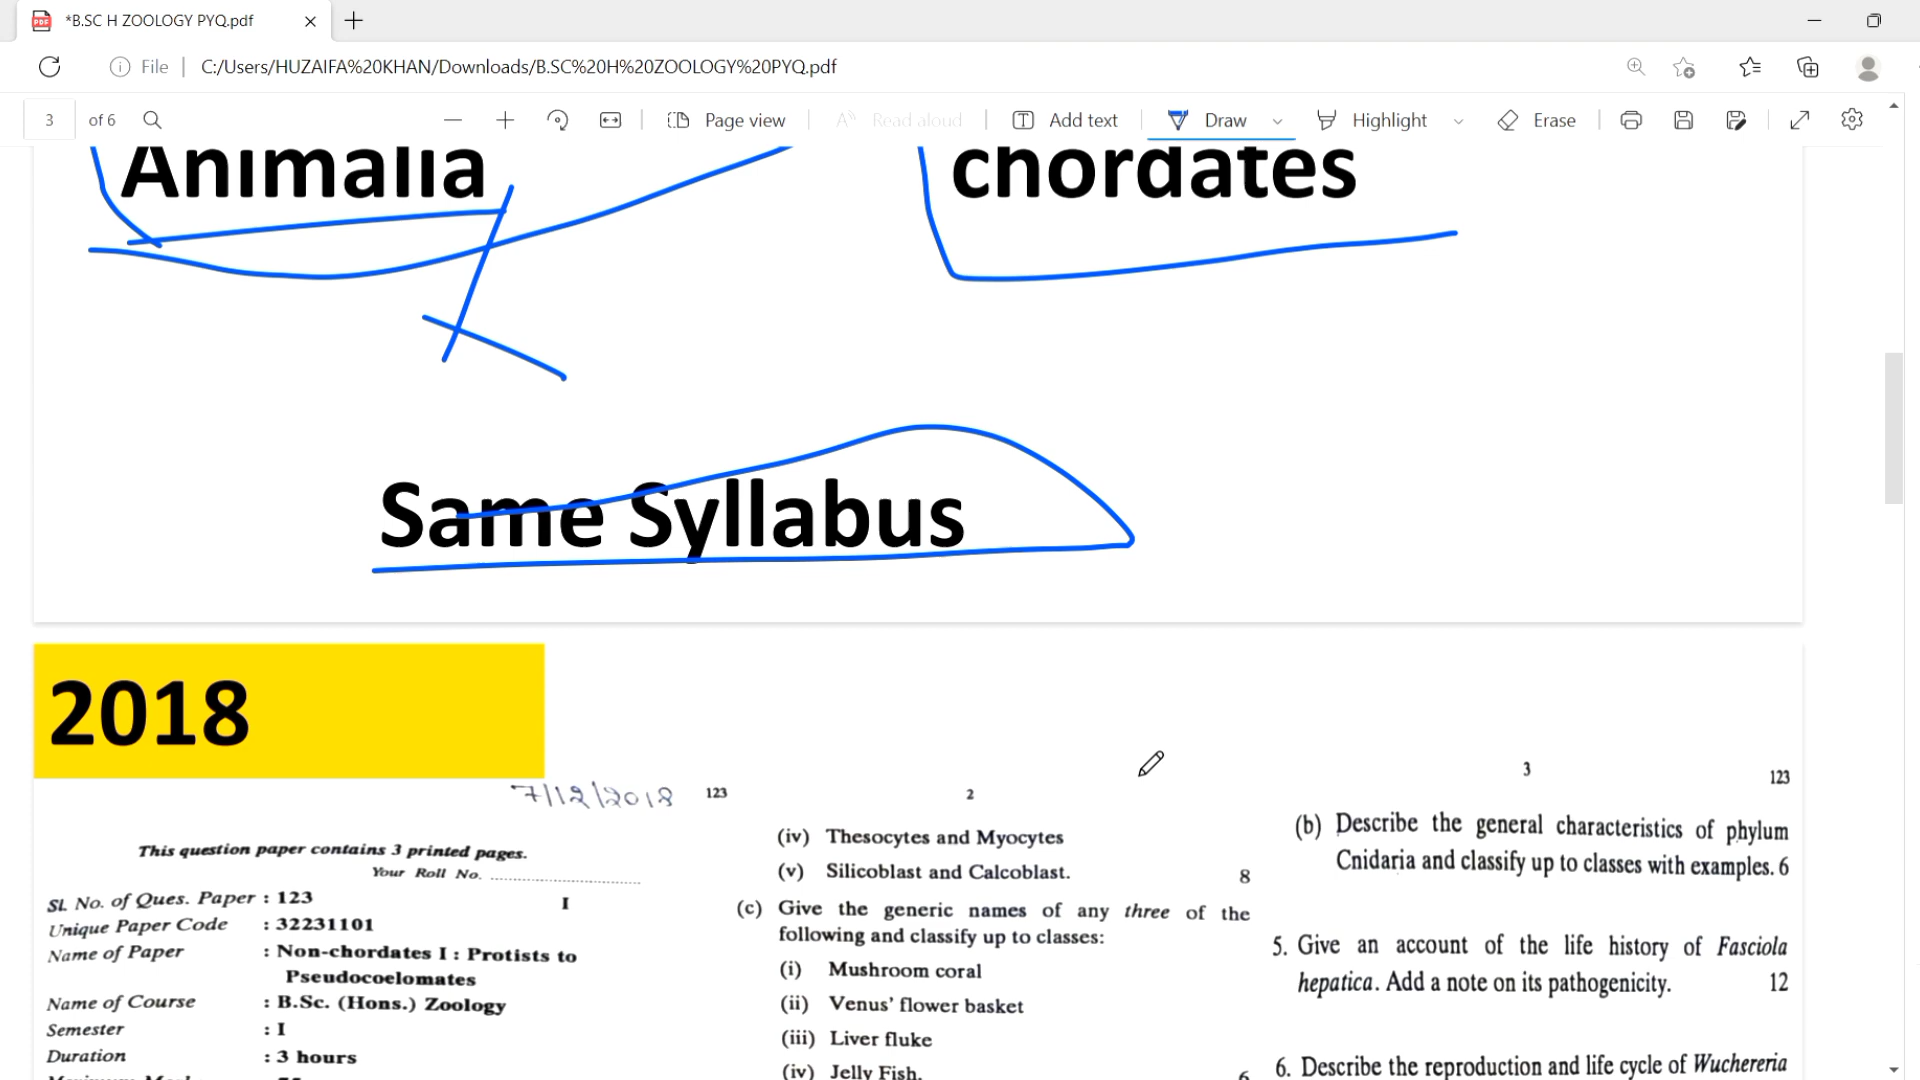 *B.SC H ZOOLOGY PYQ.pdf
File
C:/Users/HUZAIFA%20KHAN/Downloads/B.SC%20H%20ZOOLOGY%20PYQ.pdf
3 of 6
Page view
Read aloud
Add text
Draw
Highlight
Erase
Animalia
chordates
Same Syllabus
2018
7/12/2018
123
This question paper contains 3 printed pages.
Your Roll No. ........................
Sl. No. of Ques. Paper : 123 I
Unique Paper Code : 32231101
Name of Paper : Non-chordates I : Protists to
Pseudocoelomates
Name of Course : B.Sc. (Hons.) Zoology
Semester : I
Duration : 3 hours
2
(iv) Thesocytes and Myocytes
(v) Silicoblast and Calcoblast. 8
(c) Give the generic names of any three of the
following and classify up to classes:
(i) Mushroom coral
(ii) Venus' flower basket
(iii) Liver fluke
(iv) Jelly Fish. 6
3
123
(b) Describe the general characteristics of phylum
Cnidaria and classify up to classes with examples. 6
5. Give an account of the life history of Fasciola
hepatica. Add a note on its pathogenicity. 12
6. Describe the reproduction and life cycle of Wuchereria